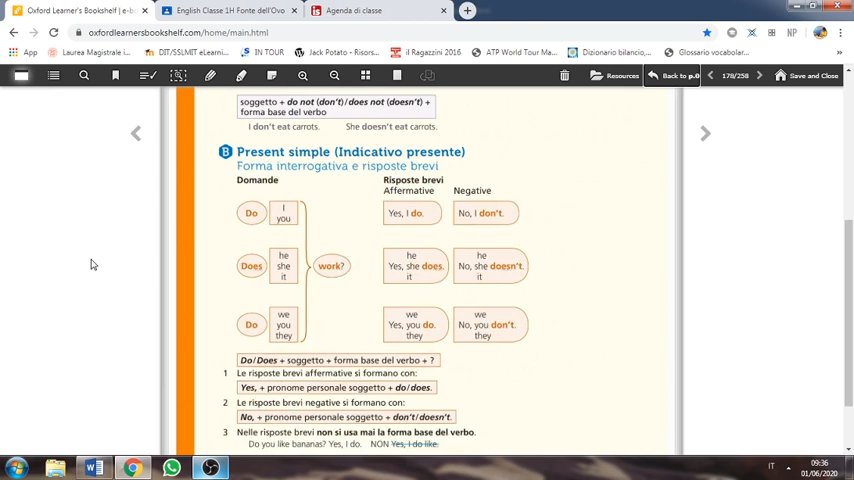 Oxford Learner's Bookshelf | e-b
English Classe 1H Fonte dell'Ovo
Agenda di classe
oxfordlearnersbookshelf.com/home/main.html
NP
App
Laurea Magistrale i...
DIT/SSLMIT eLearni...
IN TOUR
Jack Potato - Risors...
il Ragazzini 2016
ATP World Tour Ma...
Dizionario bilancio,...
Glossario vocabolar...
Resources
Back to p.0
178/258
Save and Close
soggetto + do not (don't)/does not (doesn't) +
forma base del verbo
I don't eat carrots. She doesn't eat carrots.
B Present simple (Indicativo presente)
Forma interrogativa e risposte brevi
Domande
Risposte brevi
Affermative Negative
Do
I
you
Yes, I do.
No, I don't.
Does
he
she
it
work?
he
Yes, she does.
it
he
No, she doesn't.
it
Do
we
you
they
we
Yes, you do.
they
we
No, you don't.
they
Do/Does + soggetto + forma base del verbo + ?
1 Le risposte brevi affermative si formano con:
Yes, + pronome personale soggetto + do/does.
2 Le risposte brevi negative si formano con:
No, + pronome personale soggetto + don't/doesn't.
3 Nelle risposte brevi non si usa mai la forma base del verbo.
Do you like bananas? Yes, I do. NON Yes, I do like.
IT
09:36
01/06/2020